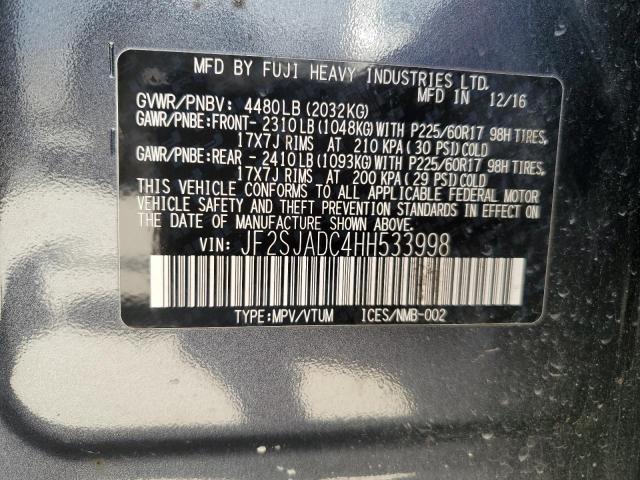 MFD BY FUJI HEAVY INDUSTRIES LTD.
MFD IN 12/16
GVWR/PNBV: 4480LB (2032KG)
GAWR/PNBE:FRONT- 2310LB(1048KG)WITH P225/60R17 98H TIRES,
17X7J RIMS AT 210 KPA(30 PSI)COLD
GAWR/PNBE:REAR - 2410LB(1093KG)WITH P225/60R17 98H TIRES,
17X7J RIMS AT 200 KPA(29 PSI)COLD
THIS VEHICLE CONFORMS TO ALL APPLICABLE FEDERAL MOTOR
VEHICLE SAFETY AND THEFT PREVENTION STANDARDS IN EFFECT ON
THE DATE OF MANUFACTURE SHOWN ABOVE.
VIN: JF2SJADC4HH533998
TYPE:MPV/VTUM ICES/NMB-002